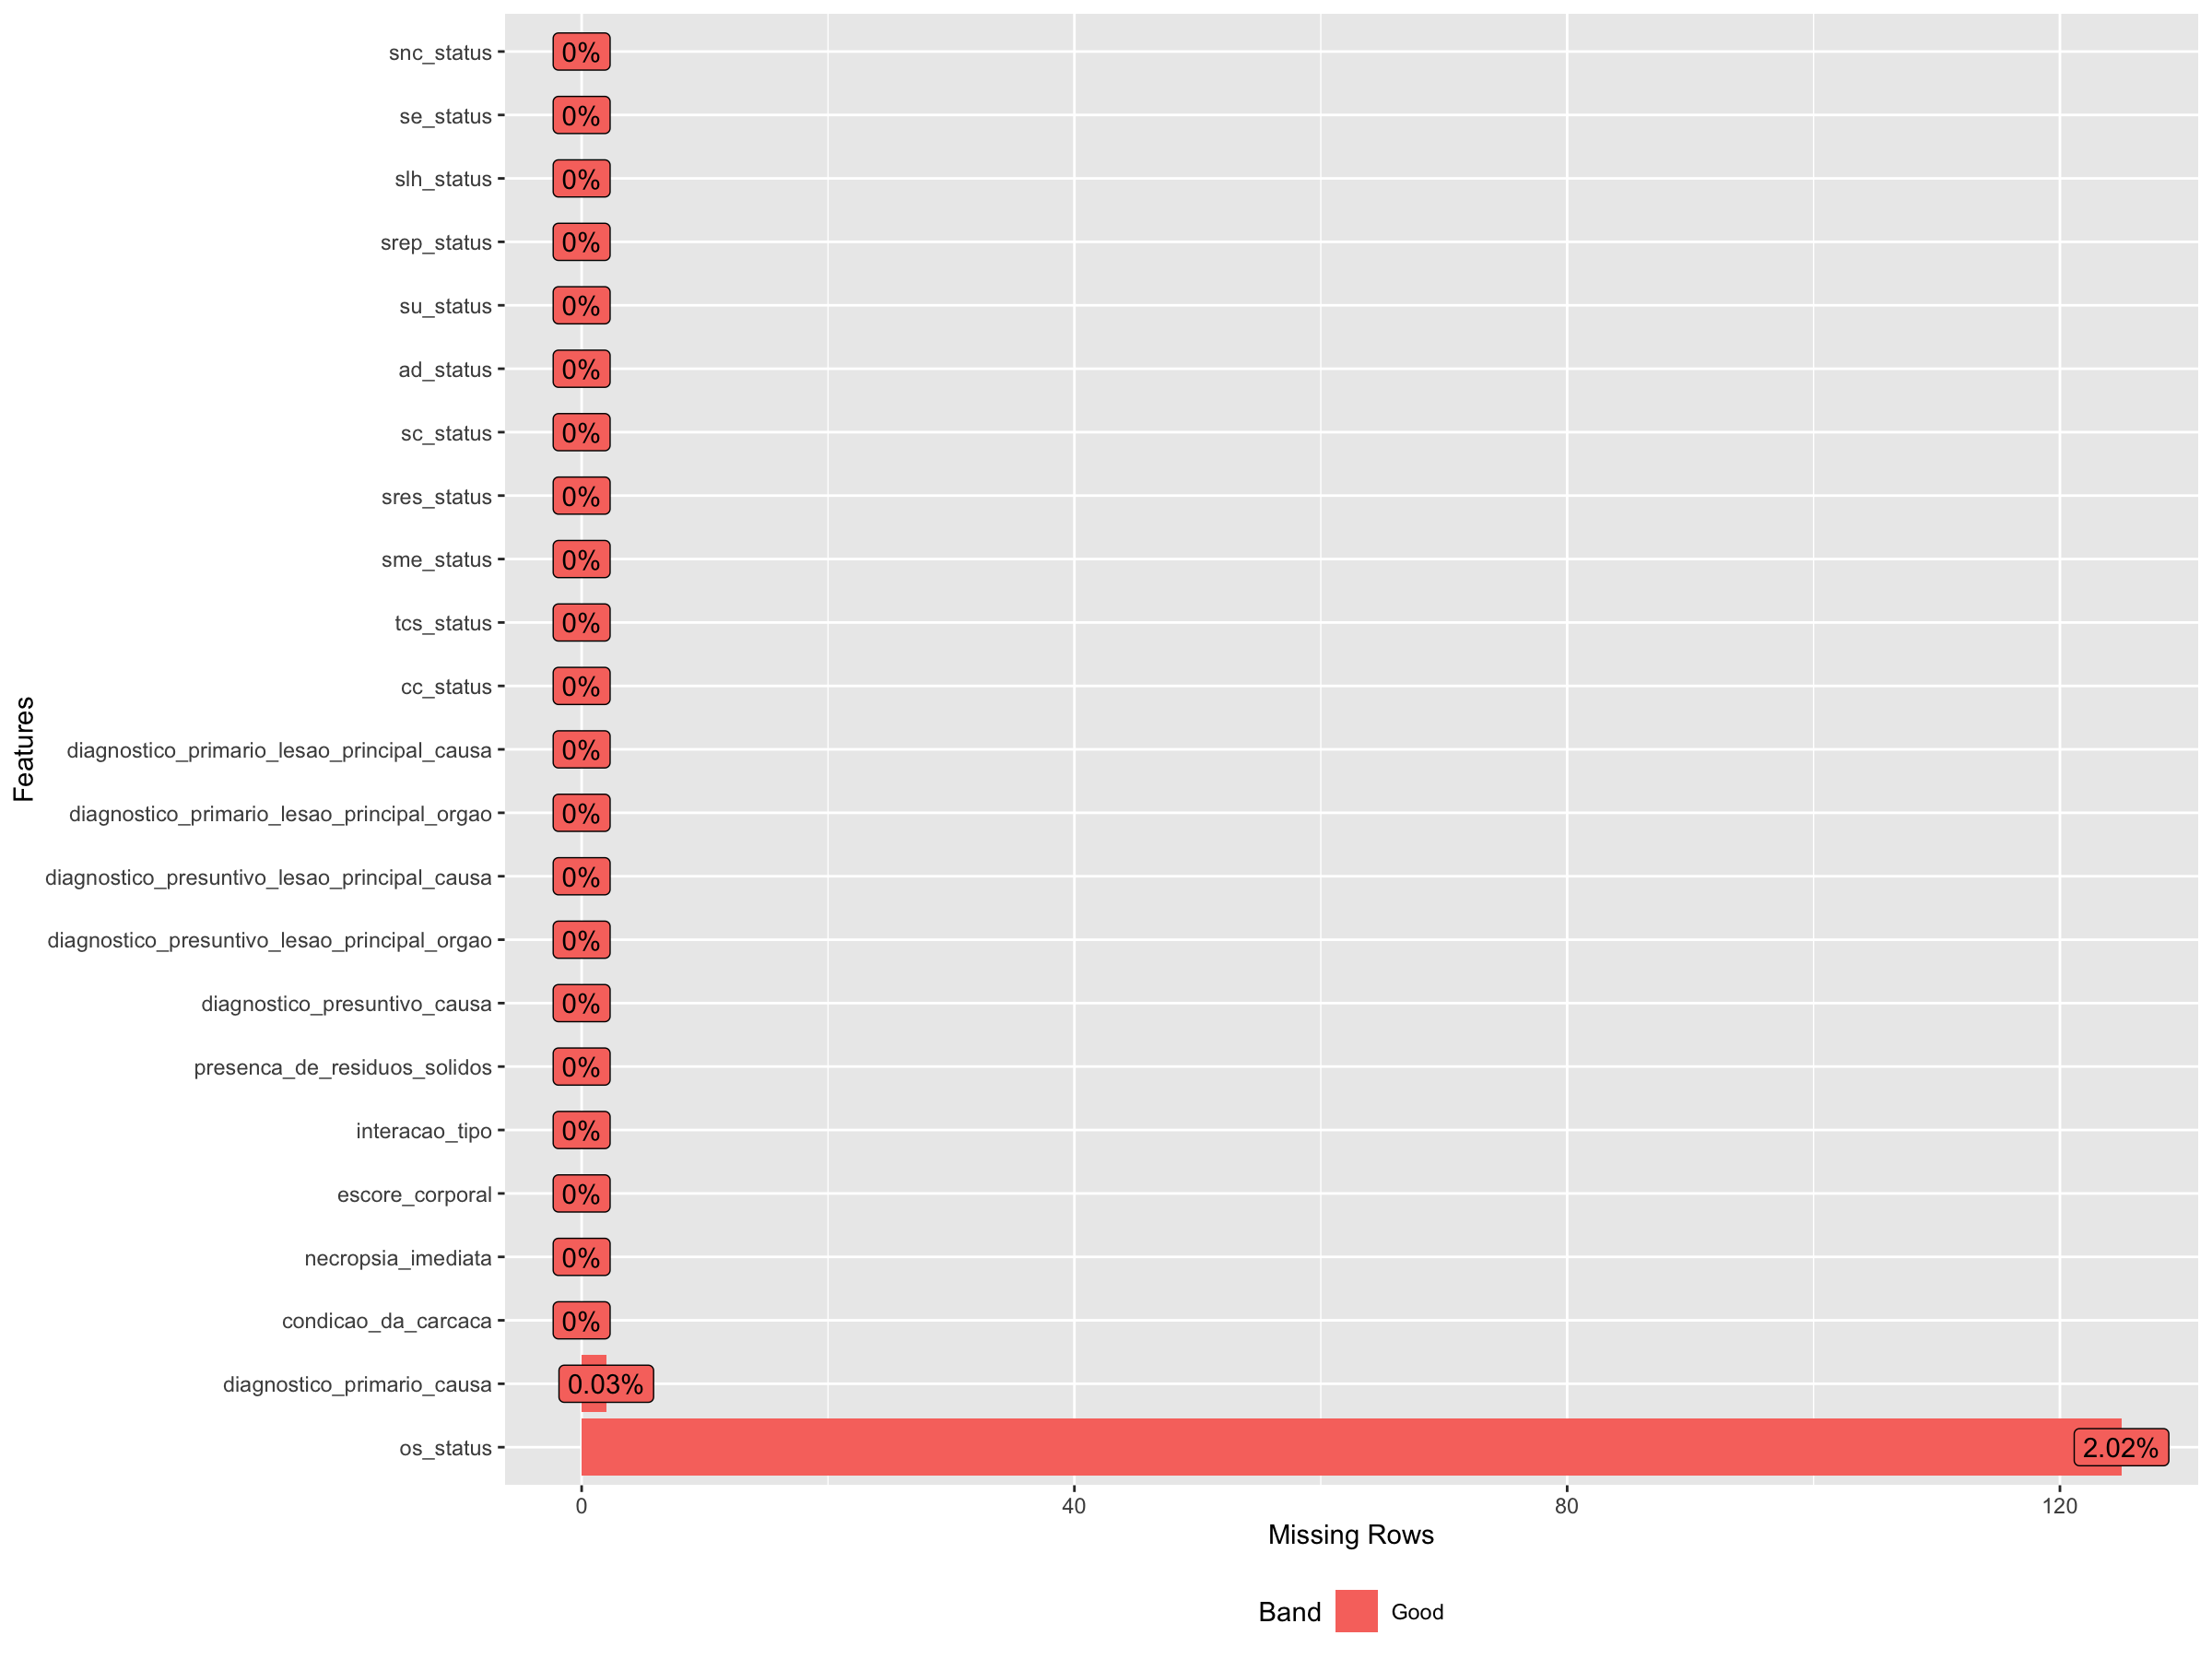 snc_status 0%
se_status 0%
slh_status 0%
srep_status 0%
su_status 0%
ad_status 0%
sc_status 0%
sres_status 0%
sme_status 0%
tcs_status 0%
cc_status 0%
diagnostico_primario_lesao_principal_causa 0%
diagnostico_primario_lesao_principal_orgao 0%
diagnostico_presuntivo_lesao_principal_causa 0%
diagnostico_presuntivo_lesao_principal_orgao 0%
diagnostico_presuntivo_causa 0%
presenca_de_residuos_solidos 0%
interacao_tipo 0%
escore_corporal 0%
necropsia_imediata 0%
condicao_da_carcaca 0%
diagnostico_primario_causa 0.03%
os_status 2.02%
Features
0 40 80 120
Missing Rows
Band Good